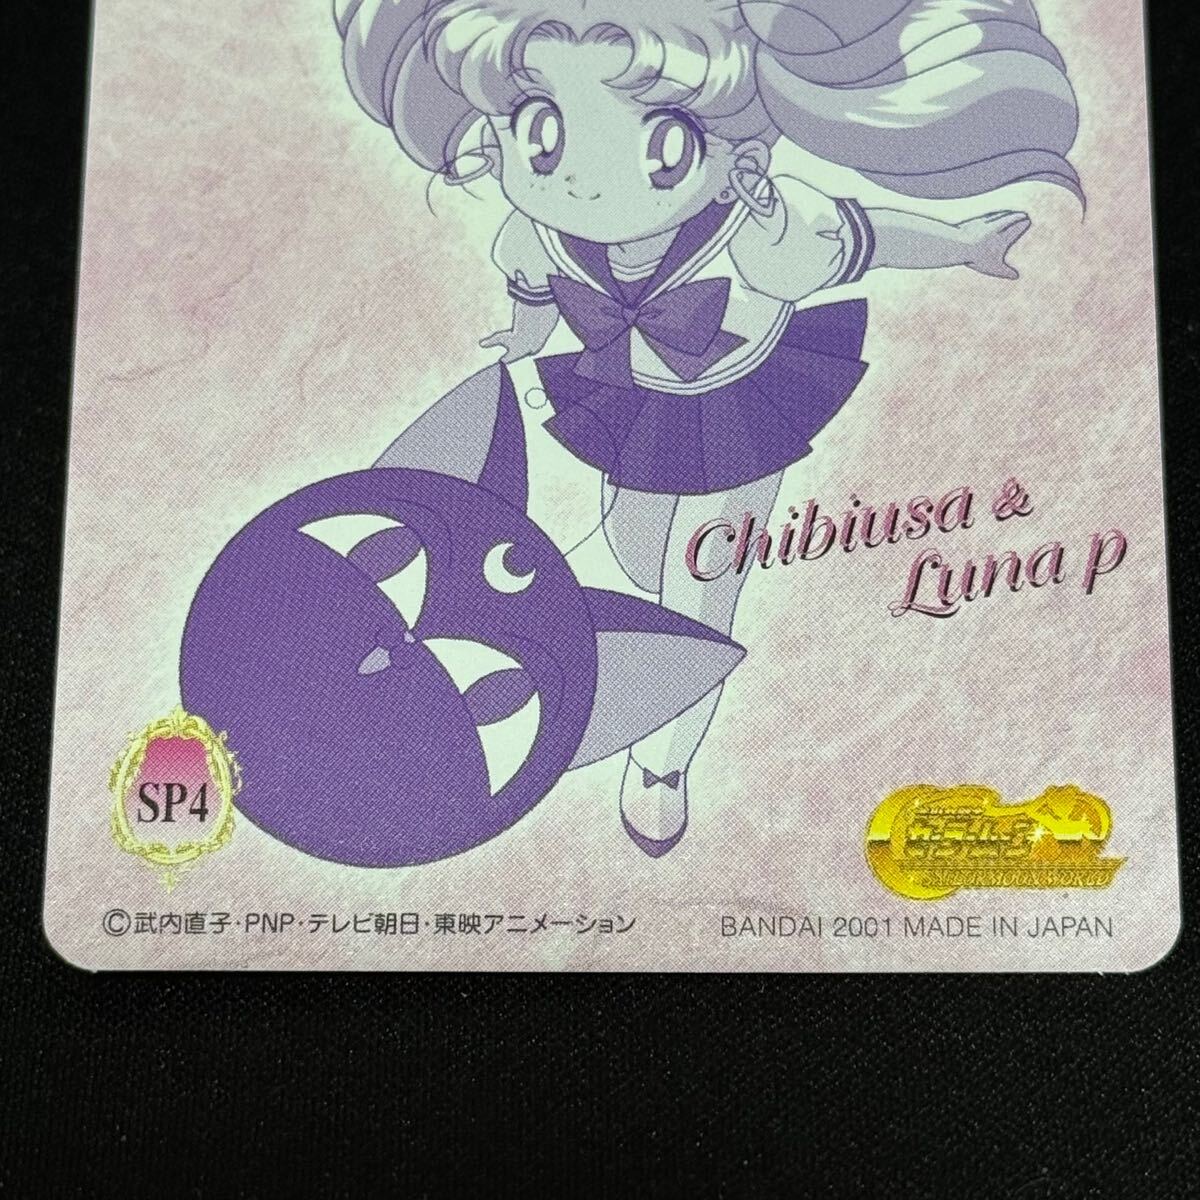 Chibiusa &
Luna p
SP4
SAILORMOON WORLD
©武内直子・PNP・テレビ朝日・東映アニメーション
BANDAI 2001 MADE IN JAPAN